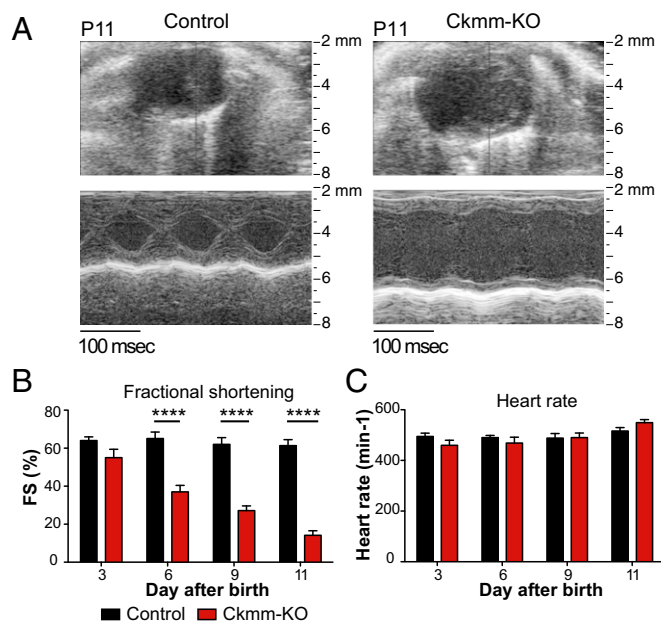 A
Control
Ckmm-KO
P11
2 mm
4
6
8
P11
2 mm
4
6
8
2 mm
4
6
8
2 mm
4
6
8
100 msec
100 msec
B
Fractional shortening
FS (%)
80
60
40
20
0
****
****
****
3
6
9
11
Day after birth
Control
Ckmm-KO
C
Heart rate
Heart rate (min-1)
600
400
200
0
3
6
9
11
Day after birth